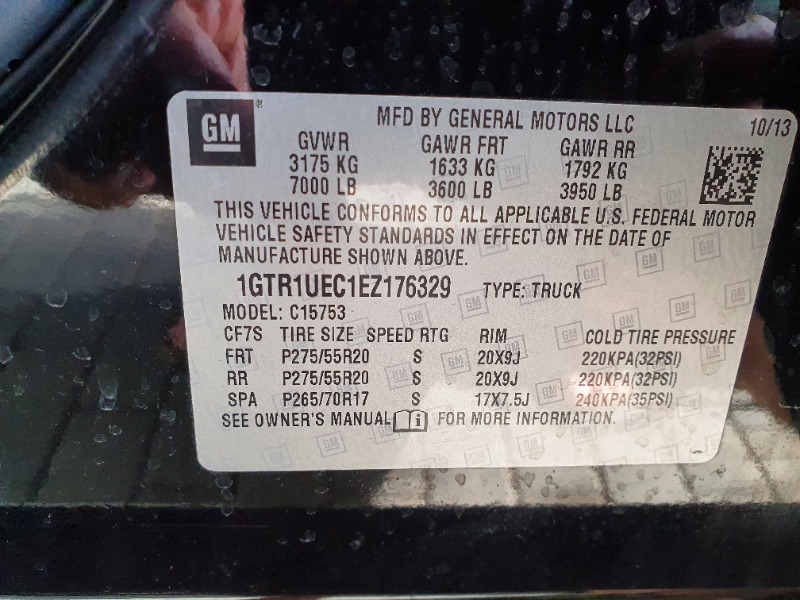 GM®
MFD BY GENERAL MOTORS LLC 10/13
GVWR GAWR FRT GAWR RR
3175 KG 1633 KG 1792 KG
7000 LB 3600 LB 3950 LB
THIS VEHICLE CONFORMS TO ALL APPLICABLE U.S. FEDERAL MOTOR
VEHICLE SAFETY STANDARDS IN EFFECT ON THE DATE OF
MANUFACTURE SHOWN ABOVE.
1GTR1UEC1EZ176329 TYPE: TRUCK
MODEL: C15753
CF7S TIRE SIZE SPEED RTG RIM COLD TIRE PRESSURE
FRT P275/55R20 S 20X9J 220KPA(32PSI)
RR P275/55R20 S 20X9J 220KPA(32PSI)
SPA P265/70R17 S 17X7.5J 240KPA(35PSI)
SEE OWNER'S MANUAL i FOR MORE INFORMATION.